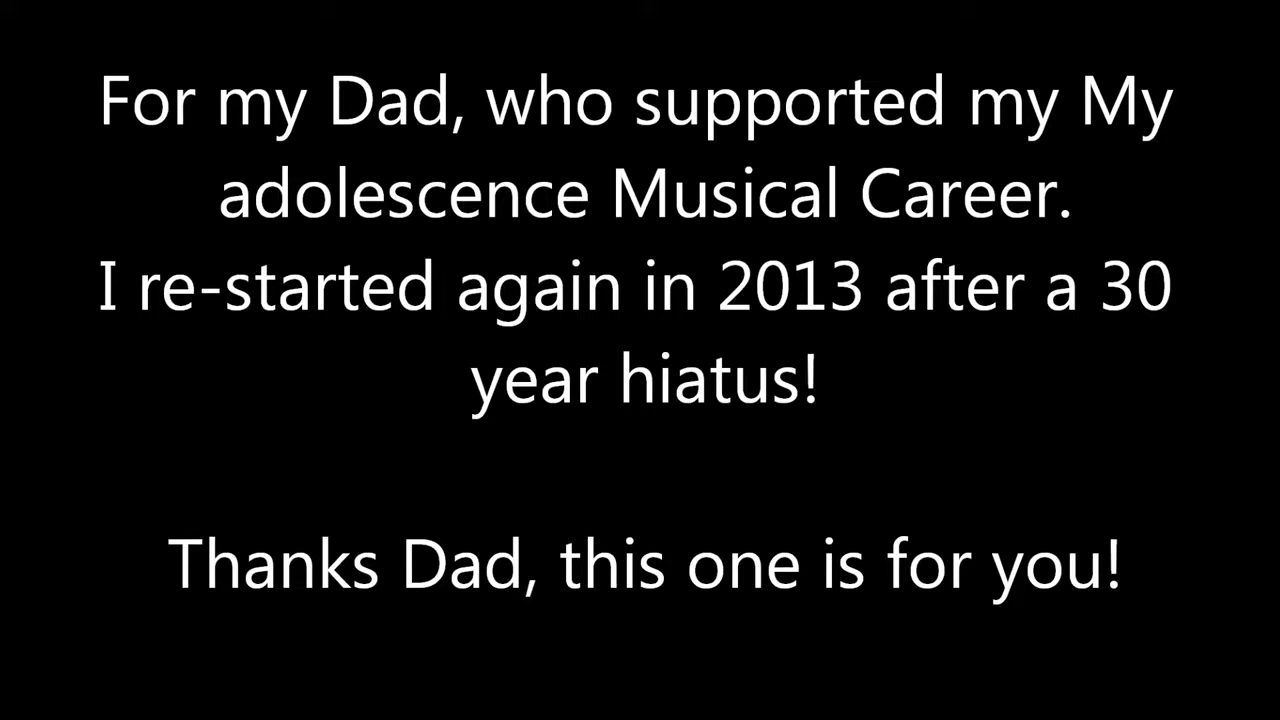 For my Dad, who supported my My
adolescence Musical Career.
I re-started again in 2013 after a 30
year hiatus!
Thanks Dad, this one is for you!